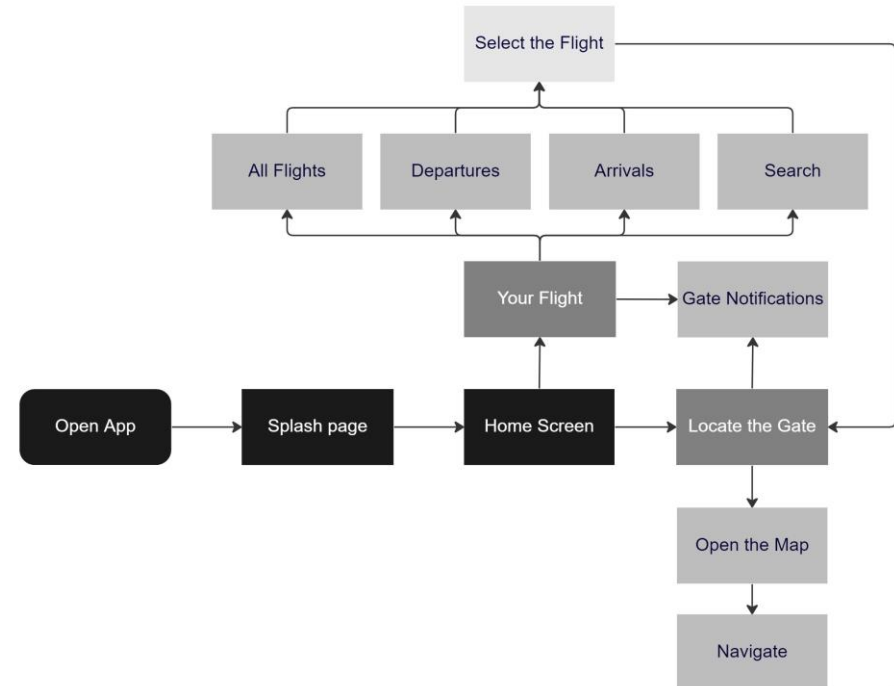 Select the Flight
All Flights
Departures
Arrivals
Search
Your Flight
Gate Notifications
Open App
Splash page
Home Screen
Locate the Gate
Open the Map
Navigate